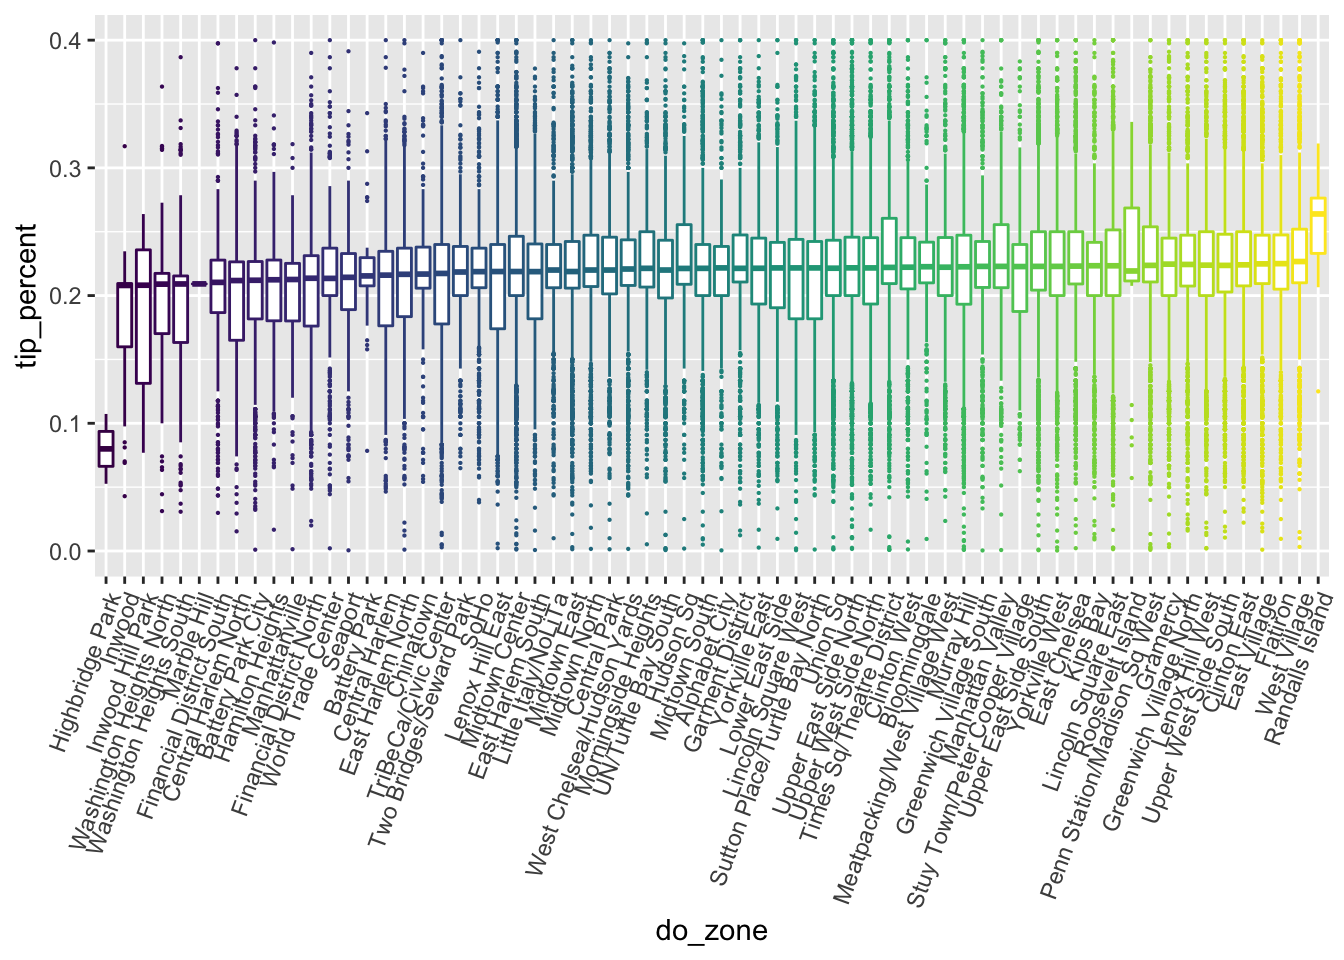 0.4
0.3
0.2
0.1
0.0
tip_percent
Highbridge Park
Inwood
Inwood Hill Park
Washington Heights North
Washington Heights South
Marble Hill
Financial District South
Central Harlem North
Battery Park City
Hamilton Heights
Manhattanville
Financial District North
World Trade Center
Seaport
Battery Park
Central Harlem
East Harlem North
Chinatown
TriBeCa/Civic Center
Two Bridges/Seward Park
SoHo
Lenox Hill East
Midtown Center
East Harlem South
Little Italy/NoLiTa
Midtown East
Midtown North
Central Park
West Chelsea/Hudson Yards
Morningside Heights
UN/Turtle Bay South
Hudson Sq
Midtown South
Alphabet City
Garment District
Yorkville East
Lower East Side
Lincoln Square West
Sutton Place/Turtle Bay North
Union Sq
Upper East Side North
Upper West Side North
Times Sq/Theatre District
Clinton West
Bloomingdale
Meatpacking/West Village West
Murray Hill
Greenwich Village South
Manhattan Valley
Stuy Town/Peter Cooper Village
Upper East Side South
Yorkville West
East Chelsea
Kips Bay
Lincoln Square East
Roosevelt Island
Penn Station/Madison Sq West
Gramercy
Greenwich Village North
Lenox Hill West
Upper West Side South
Clinton East
East Village
Flatiron
West Village
Randalls Island
do_zone